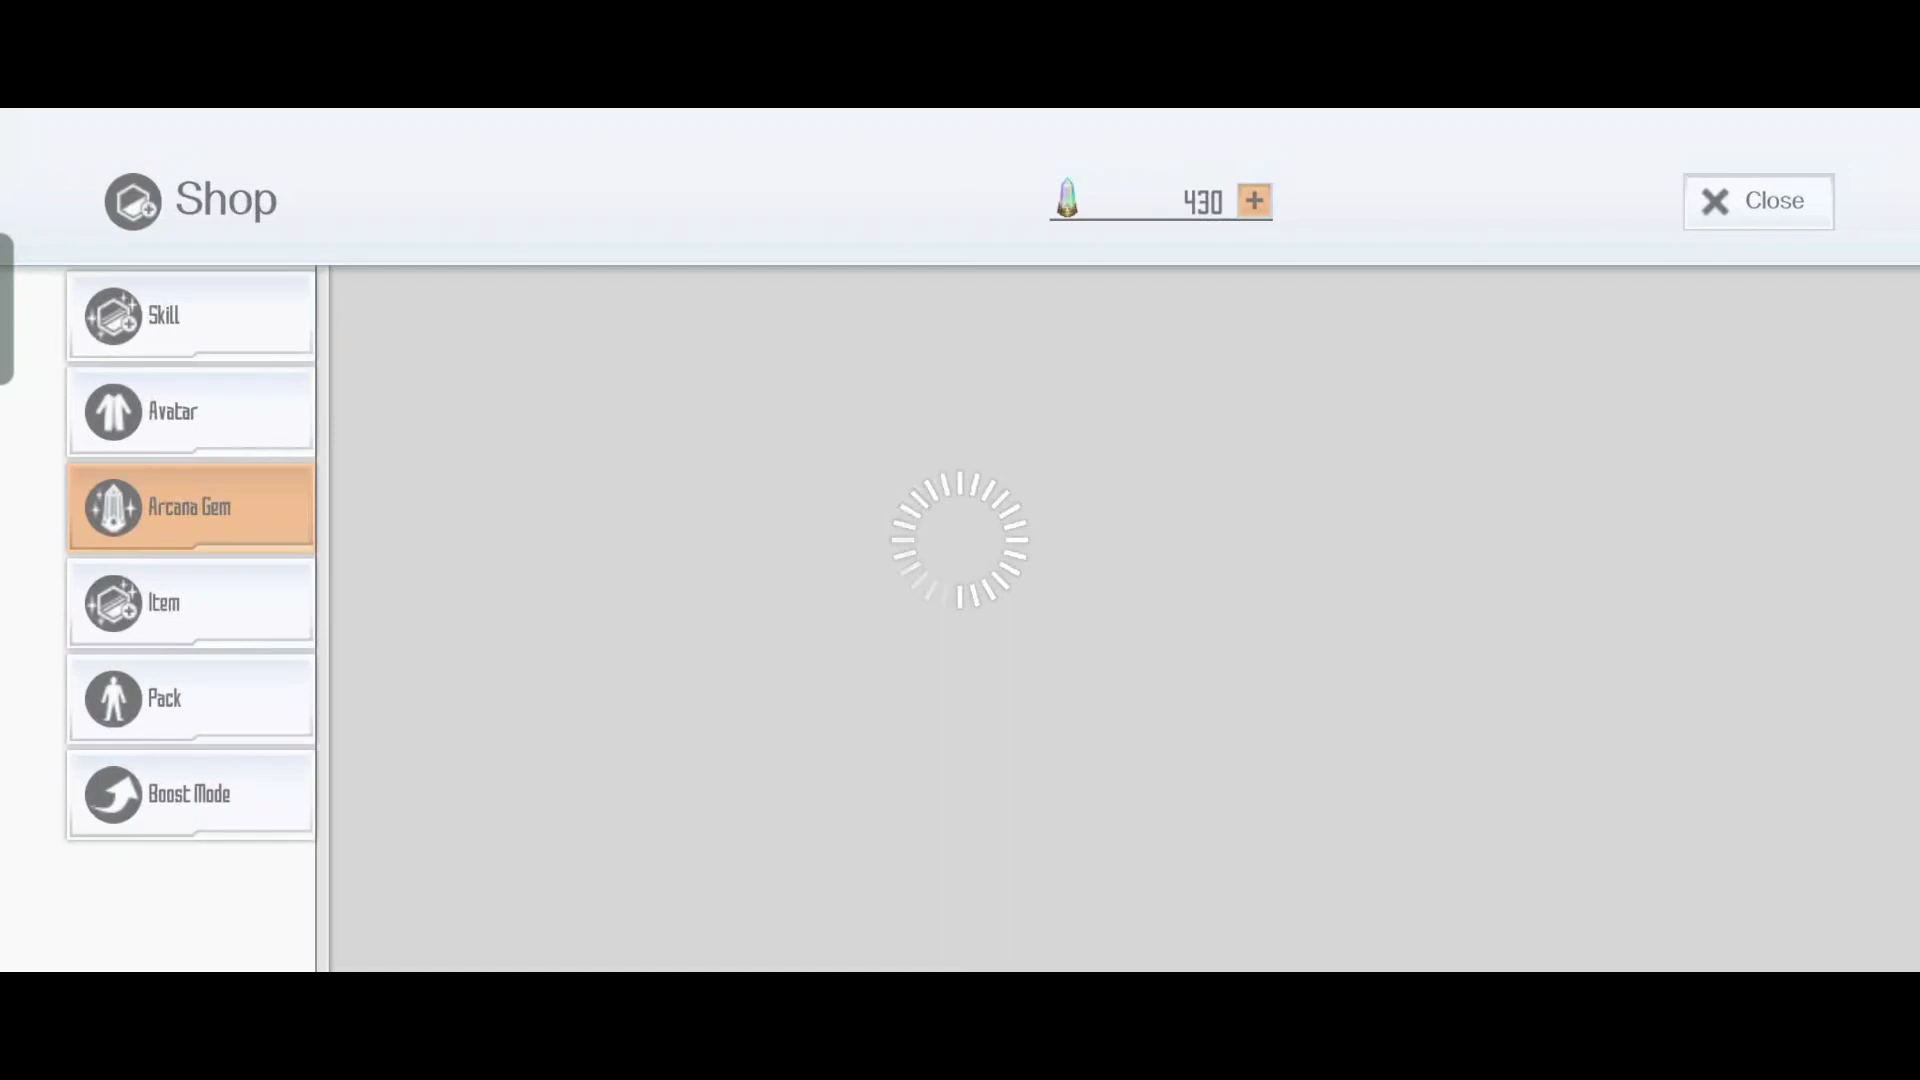 Shop
430
Close
Skill
Avatar
Arcana Gem
Item
Pack
Boost Mode